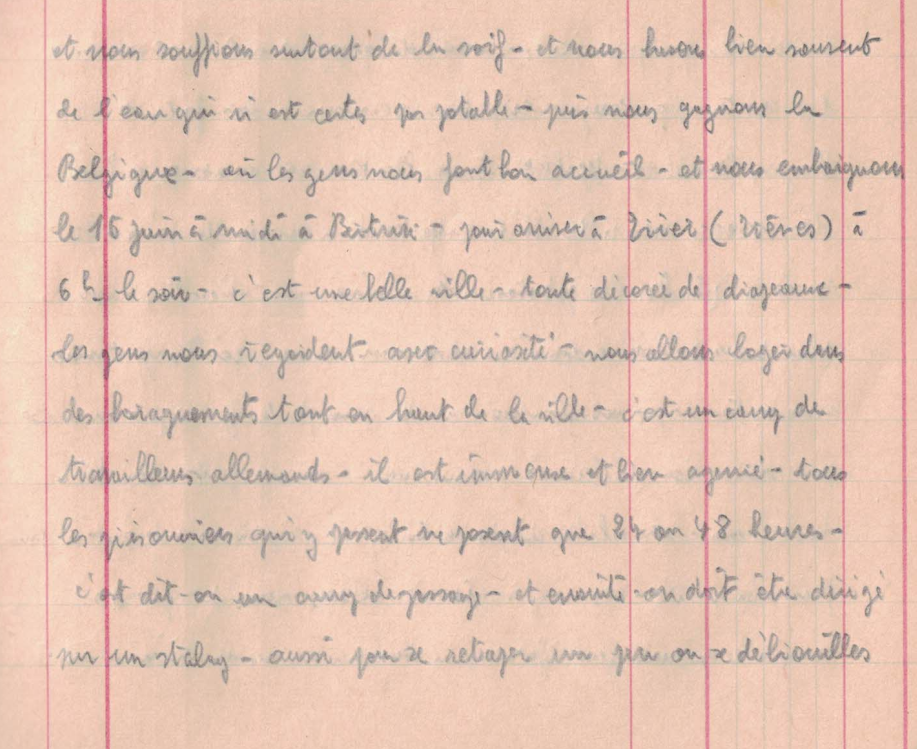 et nous souffrons surtout de la soif - et nous buvons bien souvent
de l'eau qui n'est certes pas potable - puis nous gagnons la
Belgique - où les gens nous font bon accueil - et nous embarquons
le 15 juin à midi à - pour arriver à Trier (Trèves) à
6h le soir - c'est une belle ville - toute décorée de drapeaux -
les gens nous regardent avec curiosité - nous allons loger dans
des baraquements tout en haut de la ville - c'est un camp de
travailleurs allemands - il est immense et bien agencé - tous
les prisonniers qui y passent ne passent que 24 ou 48 heures -
c'est dit-on un camp de passage - et ensuite on doit être dirigé
sur un stalag - aussi pour se retaper un peu on se débrouilles